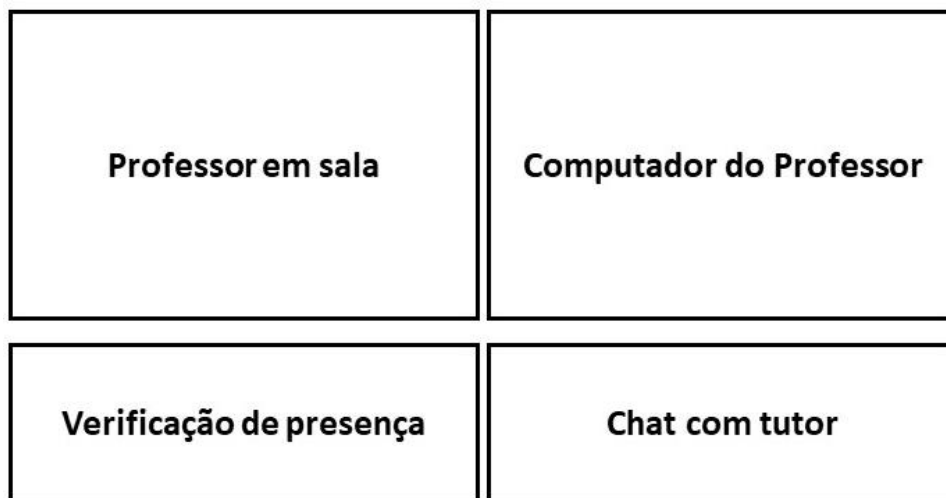 Professor em sala
Computador do Professor
Verificação de presença
Chat com tutor